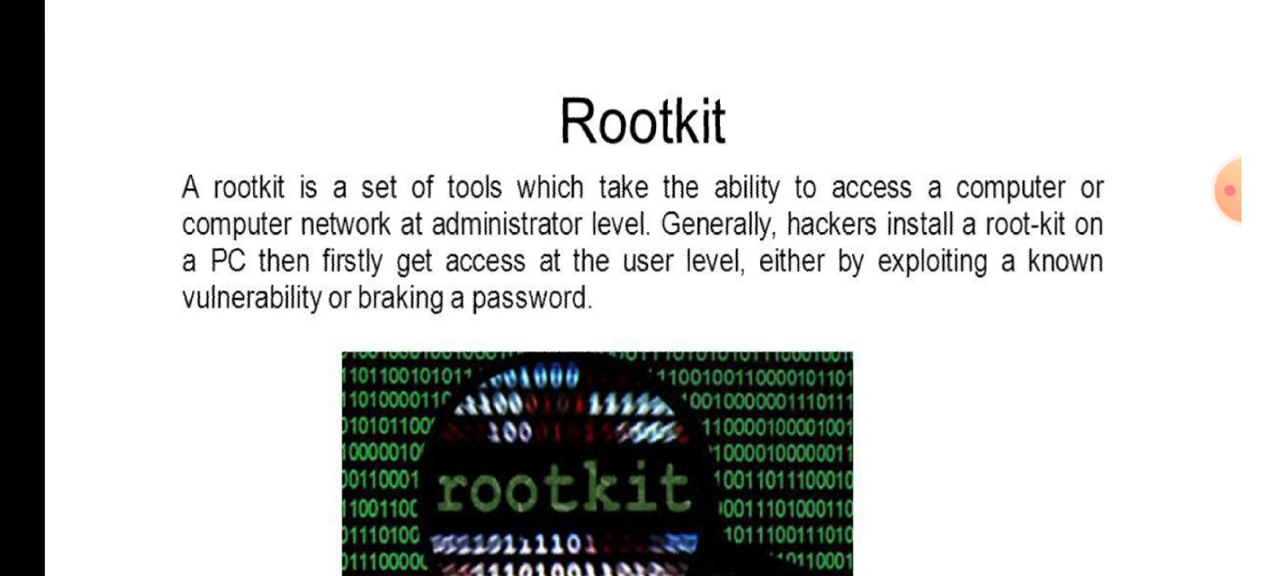 Rootkit
A rootkit is a set of tools which take the ability to access a computer or
computer network at administrator level. Generally, hackers install a root-kit on
a PC then firstly get access at the user level, either by exploiting a known
vulnerability or braking a password.
rootkit